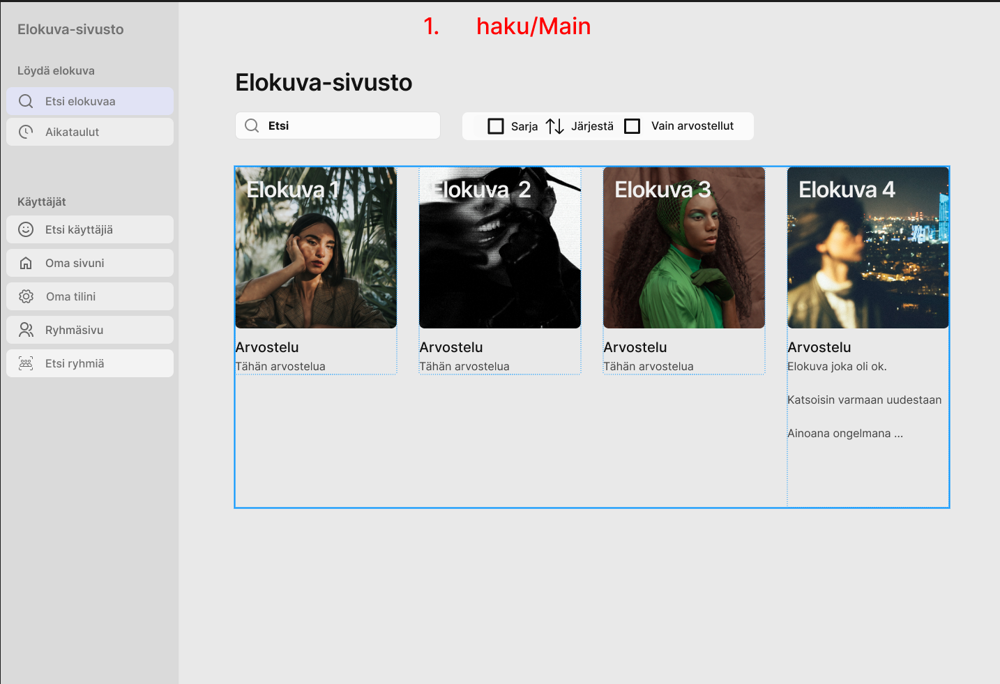 1. haku/Main
Elokuva-sivusto
Löydä elokuva
Etsi elokuvaa
Aikataulut
Käyttäjät
Etsi käyttäjiä
Oma sivuni
Oma tilini
Ryhmäsivu
Etsi ryhmiä
Elokuva-sivusto
Etsi
Sarja Järjestä Vain arvostellut
Elokuva 1
Arvostelu
Tähän arvostelua
Elokuva 2
Arvostelu
Tähän arvostelua
Elokuva 3
Arvostelu
Tähän arvostelua
Elokuva 4
Arvostelu
Elokuva joka oli ok.
Katsoisin varmaan uudestaan
Ainoana ongelmana ...